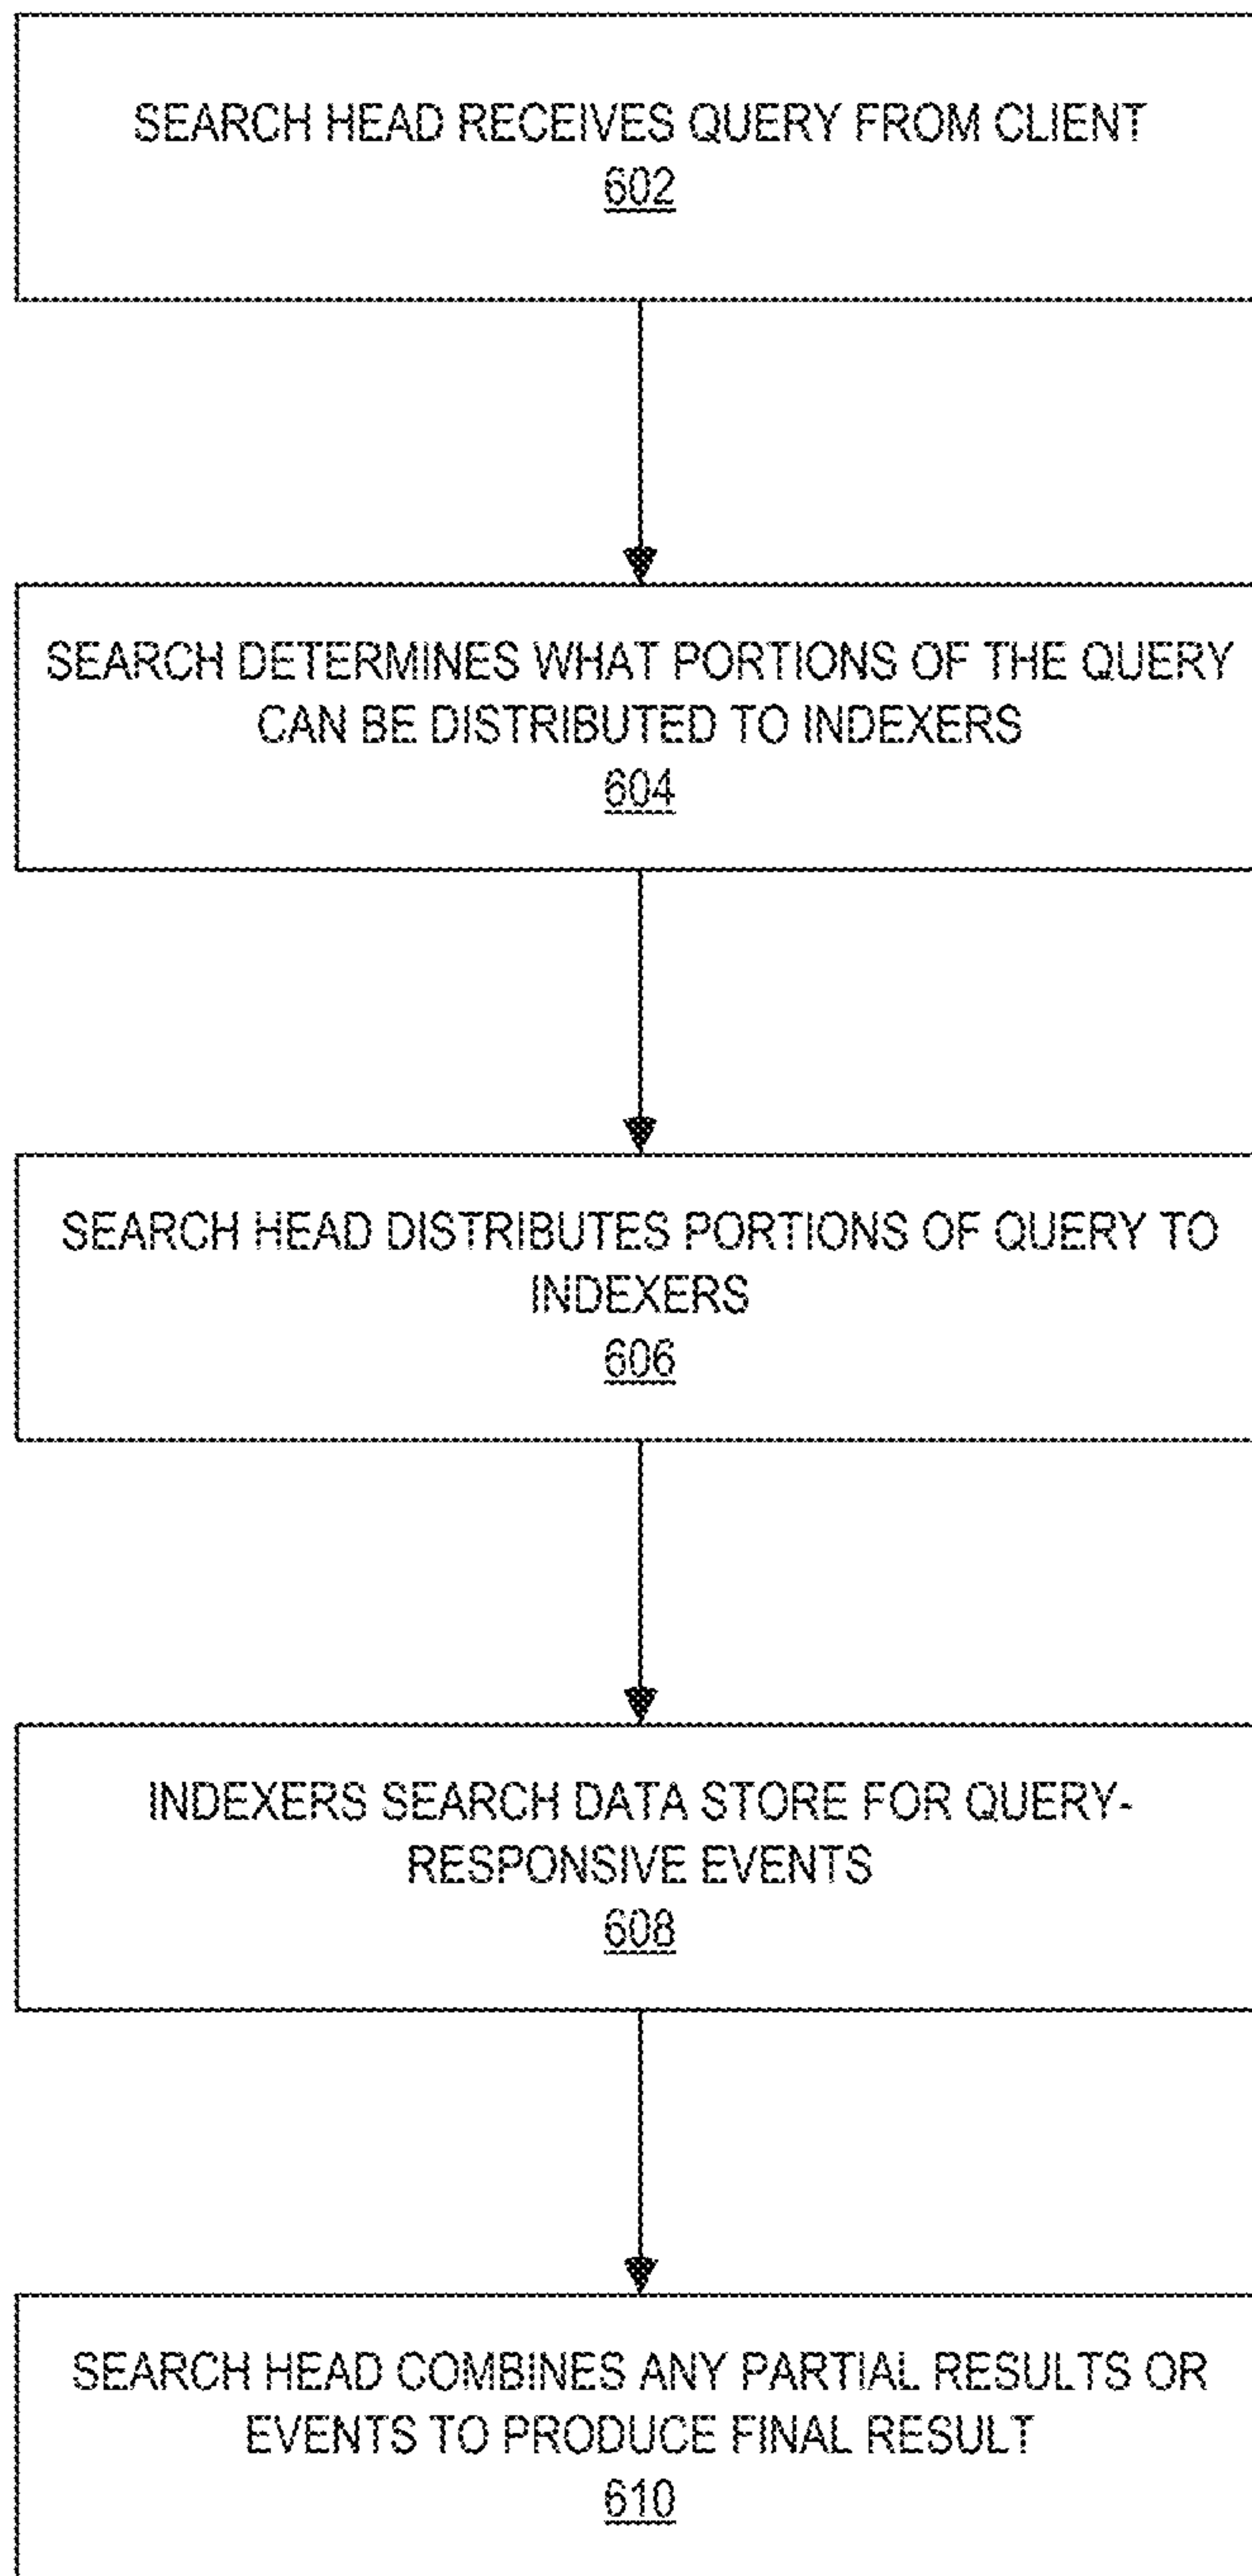 SEARCH HEAD RECEIVES QUERY FROM CLIENT
602
SEARCH DETERMINES WHAT PORTIONS OF THE QUERY
CAN BE DISTRIBUTED TO INDEXERS
604
SEARCH HEAD DISTRIBUTES PORTIONS OF QUERY TO
INDEXERS
606
INDEXERS SEARCH DATA STORE FOR QUERY-
RESPONSIVE EVENTS
608
SEARCH HEAD COMBINES ANY PARTIAL RESULTS OR
EVENTS TO PRODUCE FINAL RESULT
610